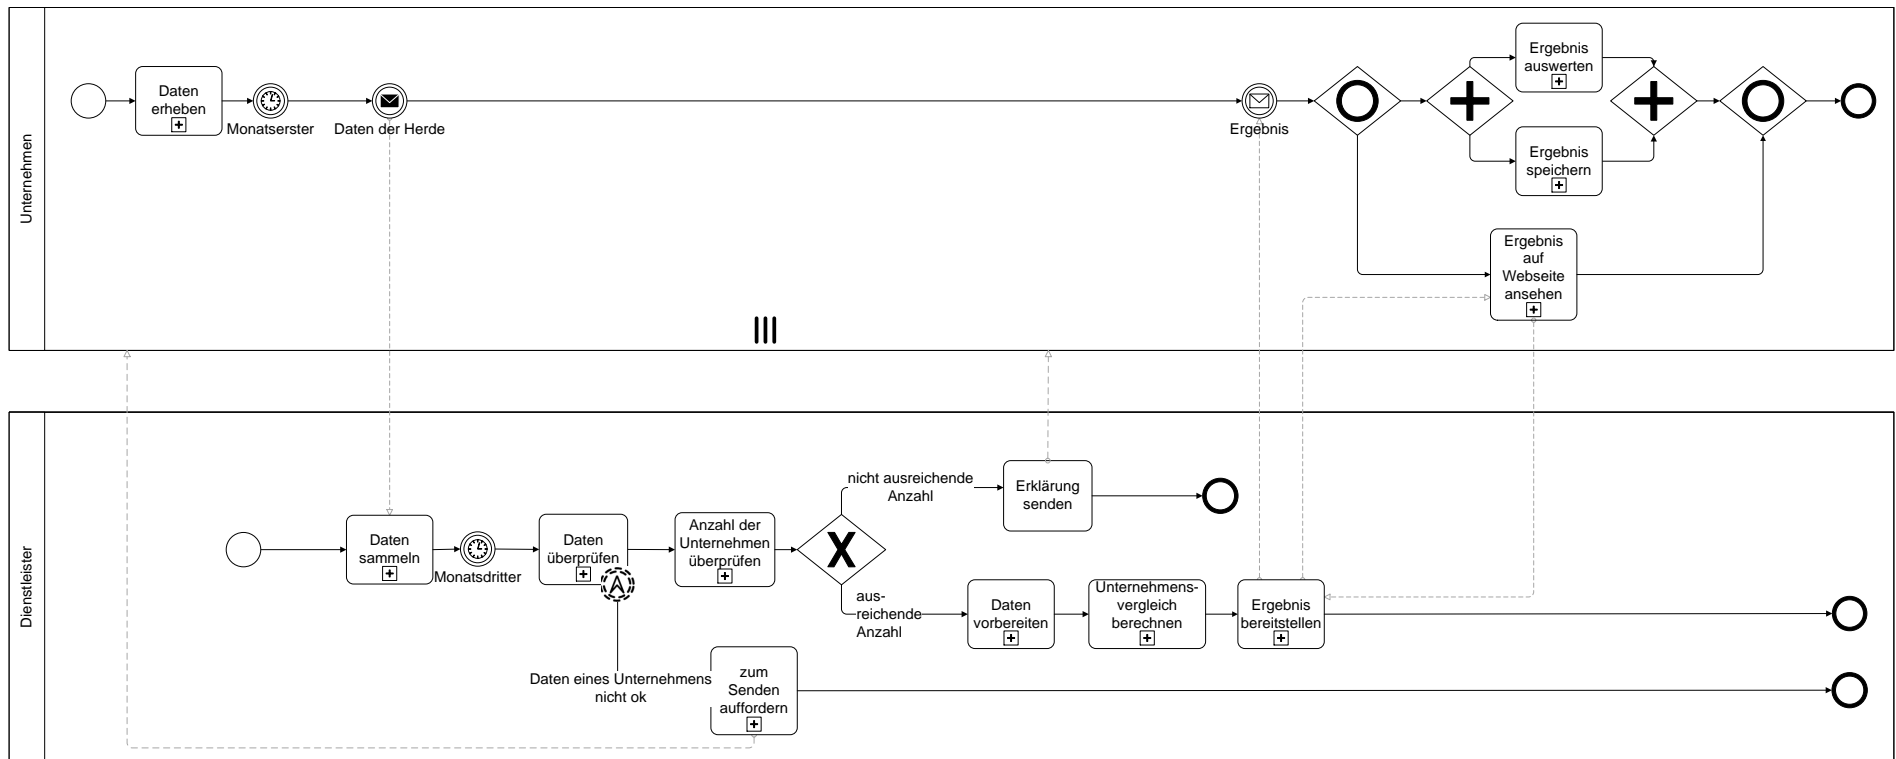 Unternehmen
Daten
erheben
Monatserster
Daten der Herde
Ergebnis
Ergebnis
auswerten
Ergebnis
speichern
Ergebnis
auf
Webseite
ansehen
Dienstleister
Daten
sammeln
Monatsdritter
Daten
überprüfen
Anzahl der
Unternehmen
überprüfen
nicht ausreichende
Anzahl
Erklärung
senden
aus-
reichende
Anzahl
Daten
vorbereiten
Unternehmens-
vergleich
berechnen
Ergebnis
bereitstellen
Daten eines Unternehmens
nicht ok
zum
Senden
auffordern